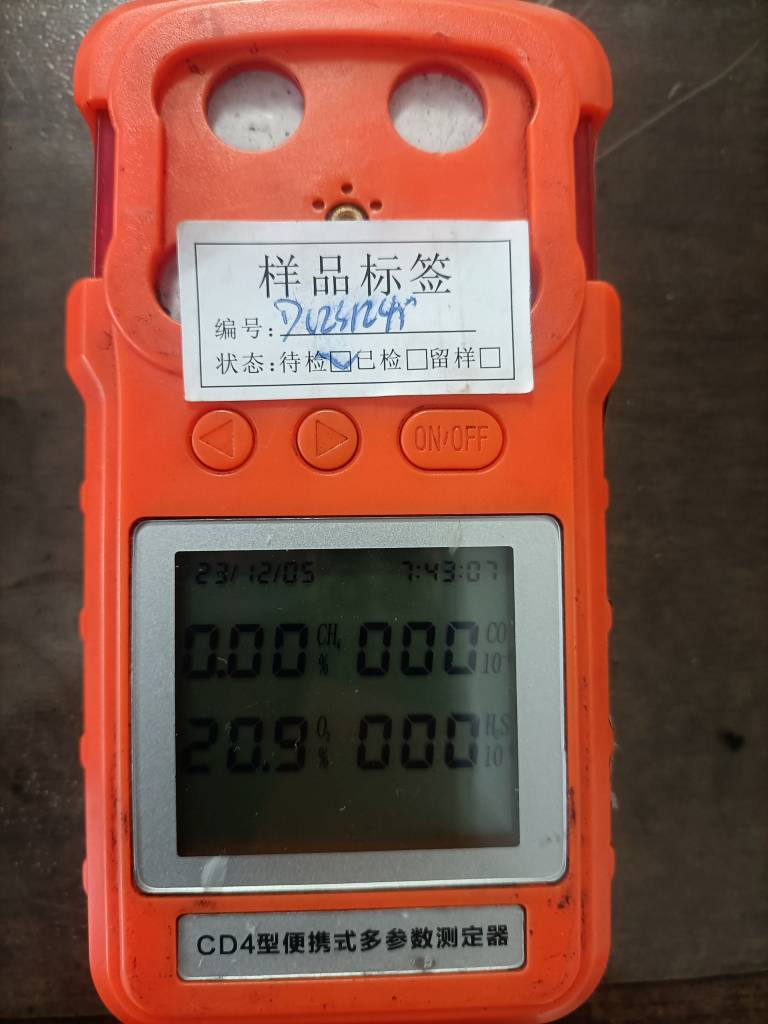 样品标签
编号:
状态:待检☑已检□留样□
◁ ▷ ON/OFF
23/12/05 7:43:07
0.00 CH₄ % 000 CO 10⁻⁶
20.9 O₂ % 000 H₂S 10⁻⁶
CD4型便携式多参数测定器